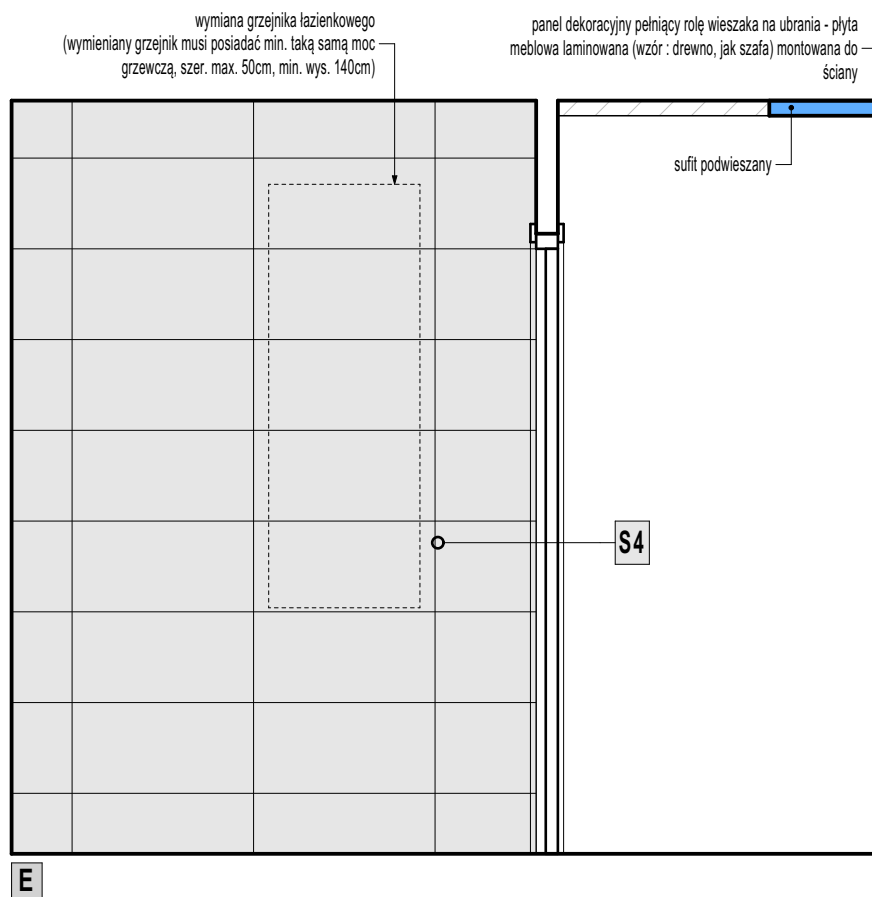 wymiana grzejnika łazienkowego
(wymieniany grzejnik musi posiadać min. taką samą moc
grzewczą, szer. max. 50cm, min. wys. 140cm)
panel dekoracyjny pełniący rolę wieszaka na ubrania - płyta
meblowa laminowana (wzór : drewno, jak szafa) montowana do
ściany
sufit podwieszany
S4
E